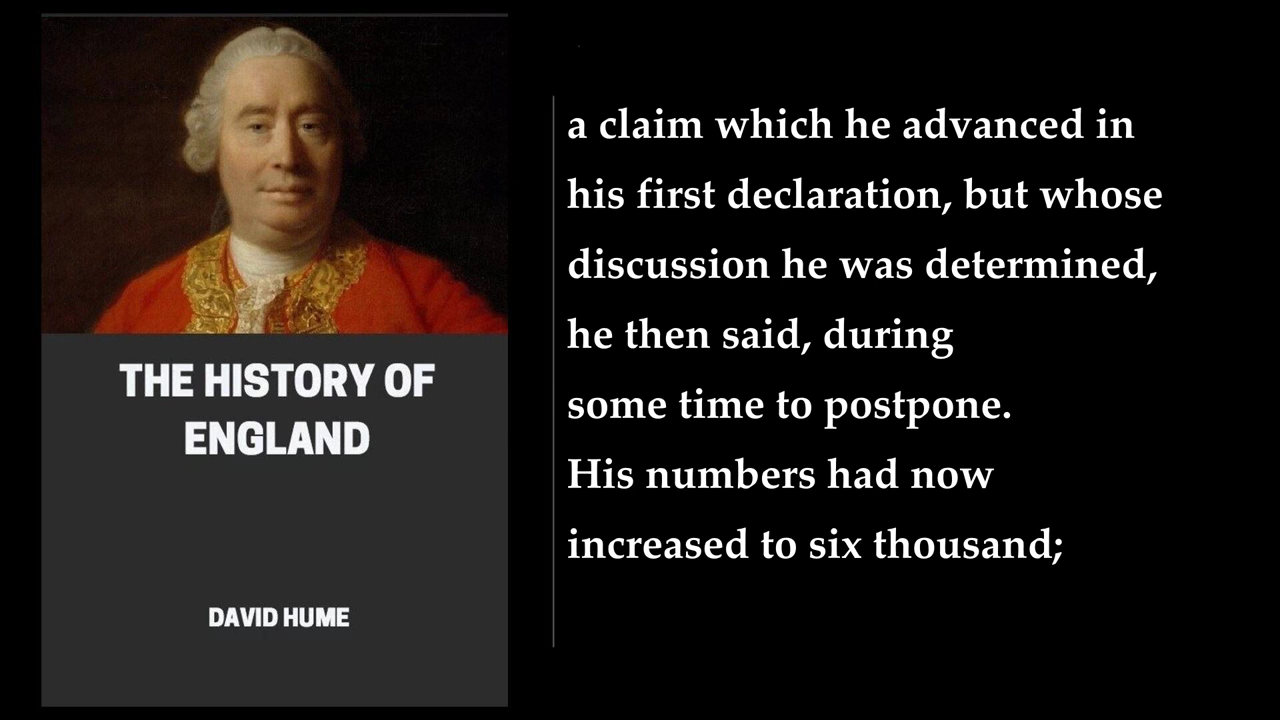 THE HISTORY OF
ENGLAND
DAVID HUME
a claim which he advanced in
his first declaration, but whose
discussion he was determined,
he then said, during
some time to postpone.
His numbers had now
increased to six thousand;